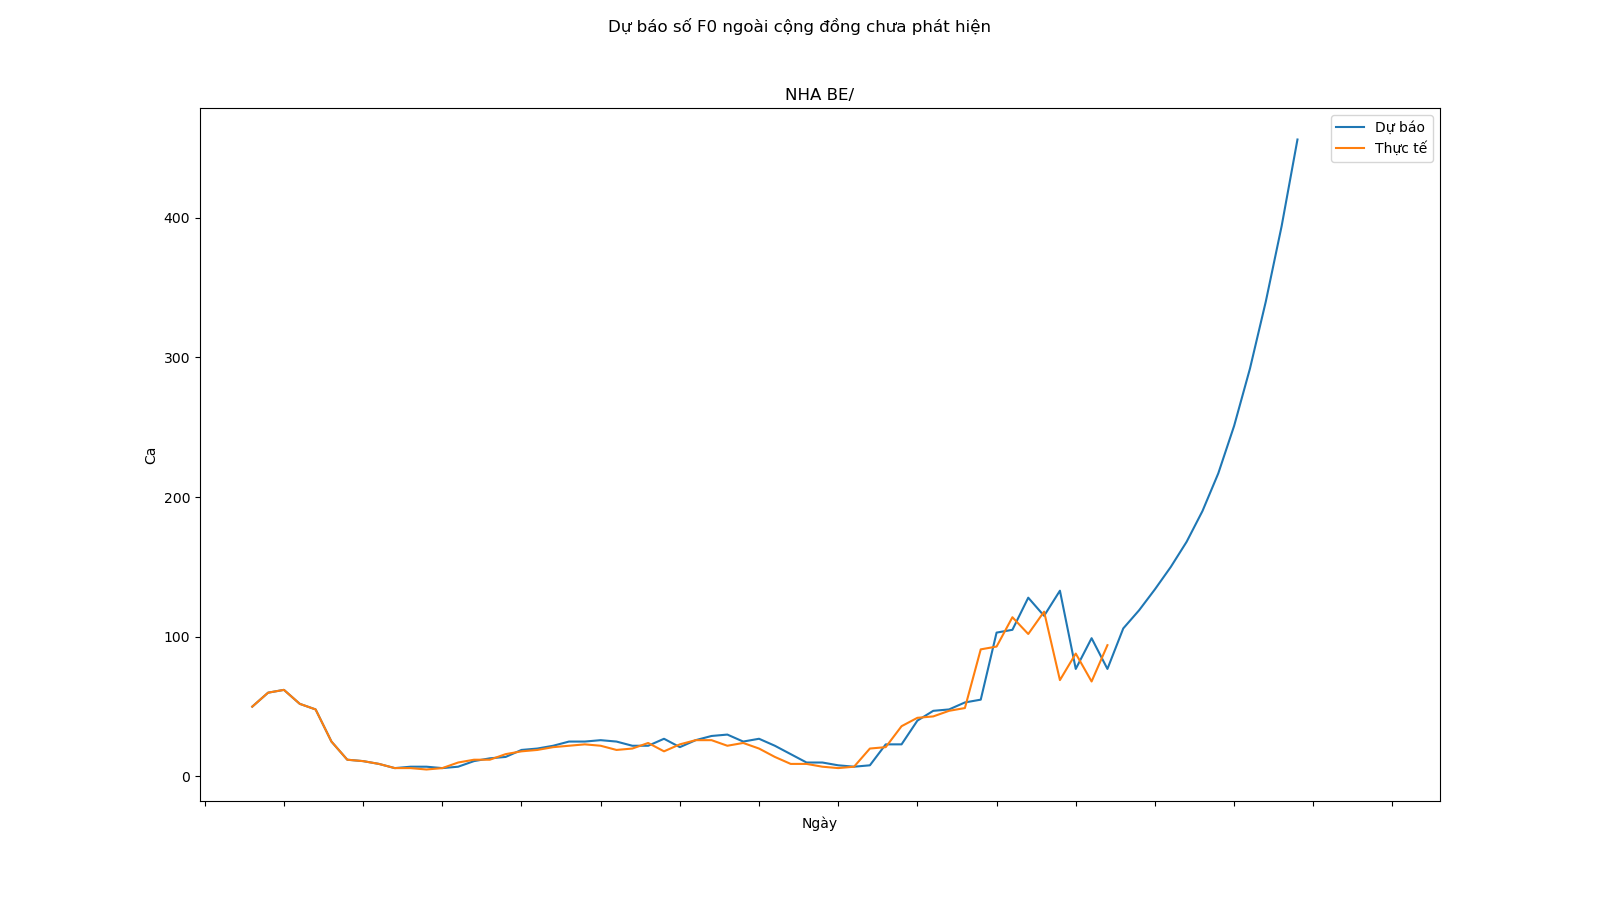 Dự báo số F0 ngoài cộng đồng chưa phát hiện
NHA BE/
Dự báo
Thực tế
400
300
200
100
0
Ca
Ngày